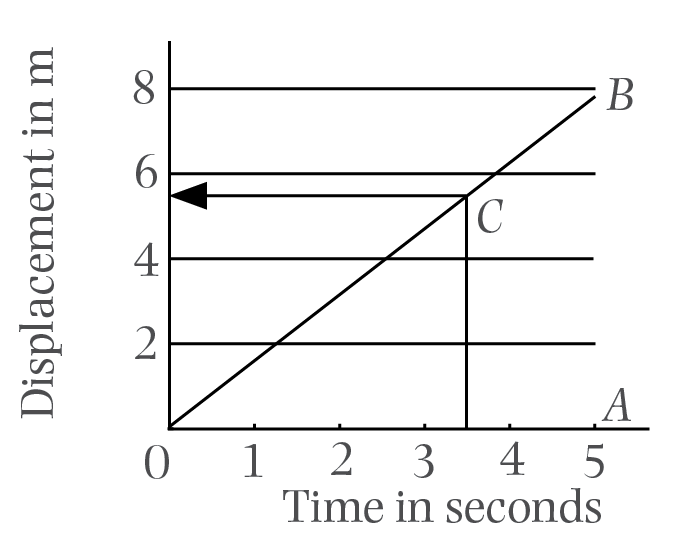 Displacement in m
8
B
6
C
4
2
A
0 1 2 3 4 5
Time in seconds